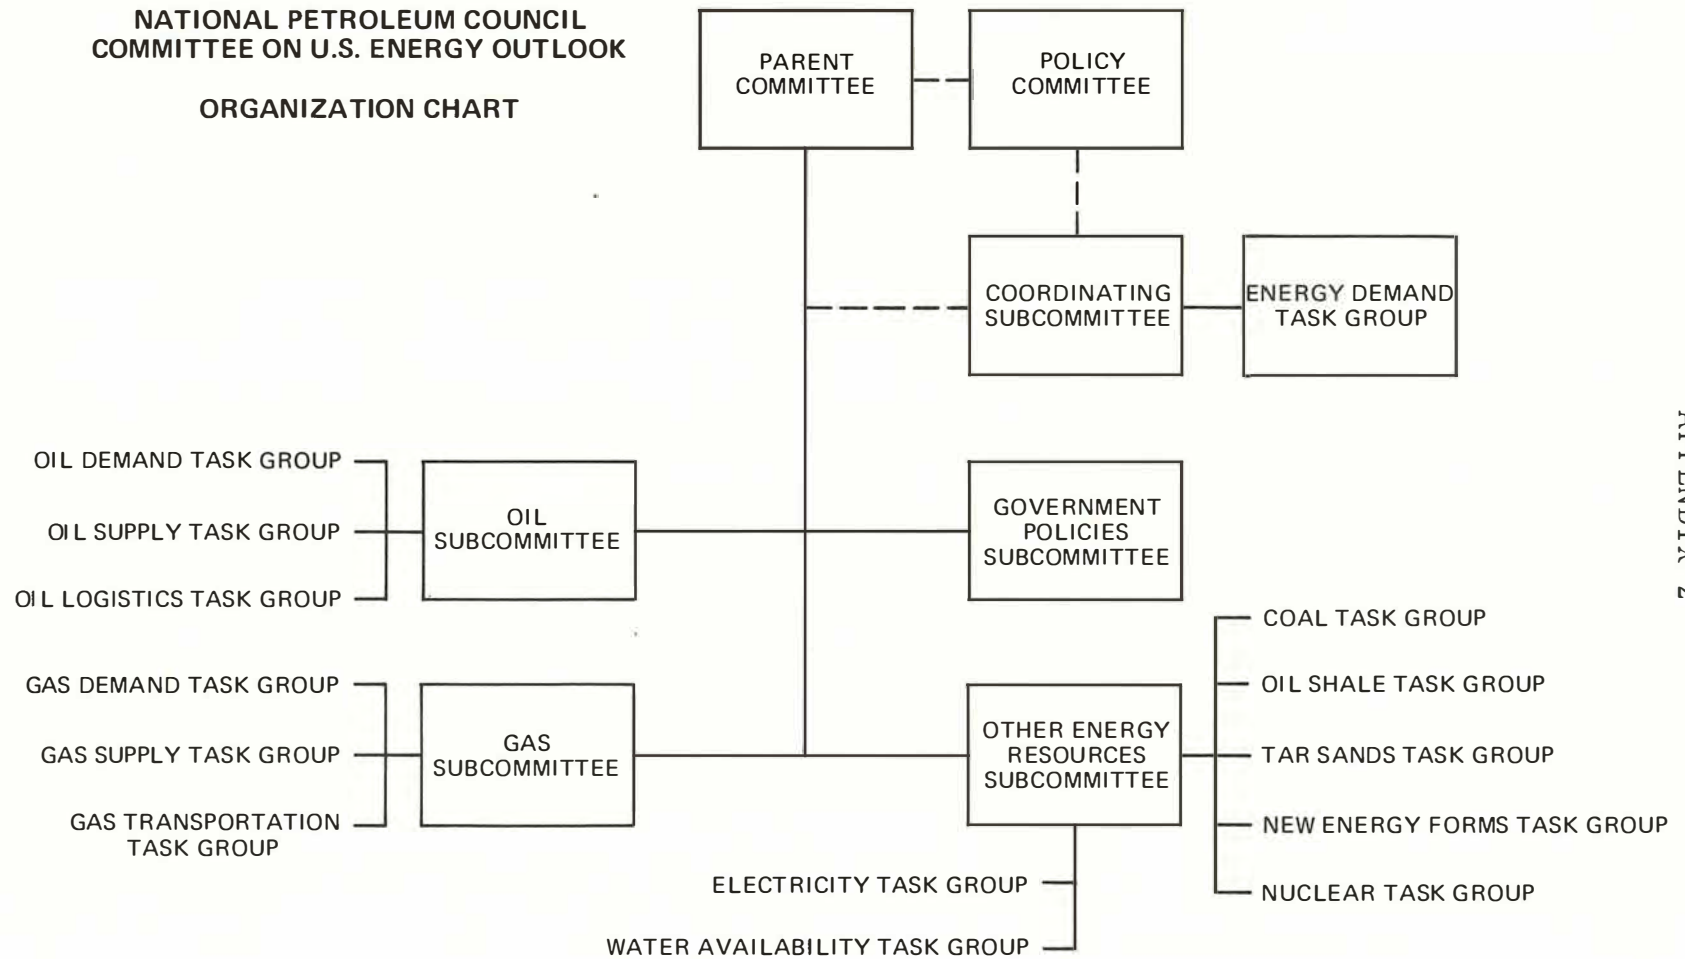 NATIONAL PETROLEUM COUNCIL
COMMITTEE ON U.S. ENERGY OUTLOOK
ORGANIZATION CHART
PARENT
COMMITTEE
POLICY
COMMITTEE
COORDINATING
SUBCOMMITTEE
ENERGY DEMAND
TASK GROUP
OIL DEMAND TASK GROUP
OIL SUPPLY TASK GROUP
OIL LOGISTICS TASK GROUP
OIL
SUBCOMMITTEE
GOVERNMENT
POLICIES
SUBCOMMITTEE
GAS DEMAND TASK GROUP
GAS SUPPLY TASK GROUP
GAS TRANSPORTATION
TASK GROUP
GAS
SUBCOMMITTEE
OTHER ENERGY
RESOURCES
SUBCOMMITTEE
COAL TASK GROUP
OIL SHALE TASK GROUP
TAR SANDS TASK GROUP
NEW ENERGY FORMS TASK GROUP
NUCLEAR TASK GROUP
ELECTRICITY TASK GROUP
WATER AVAILABILITY TASK GROUP